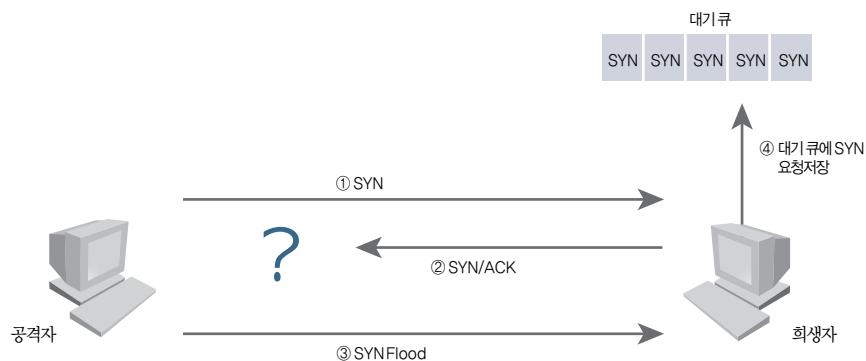 대기 큐
SYN SYN SYN SYN SYN
④ 대기 큐에 SYN
요청저장
① SYN
?
② SYN/ACK
공격자
희생자
③ SYN Flood